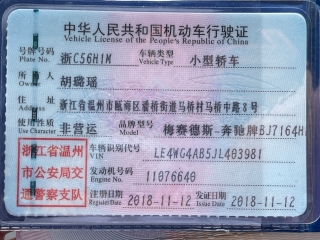 中华人民共和国机动车行驶证
Vehicle License of the People's Republic of China
号牌号码 浙C56H1M 车辆类型 小型轿车
Plate No. Vehicle Type
所有人 胡璐瑶
Owner
住址 浙江省温州市瓯海区潘桥街道马桥村马桥中路8号
Address
使用性质 非营运 品牌型号 梅赛德斯-奔驰牌BJ7164H
Use Character Model
浙江省温州 车辆识别代号 LE4WG4AB5JL403981
VIN
市公安局交 发动机号码 11076640
Engine No.
通警察支队 注册日期 2018-11-12 发证日期 2018-11-12
Register Date Issue Date